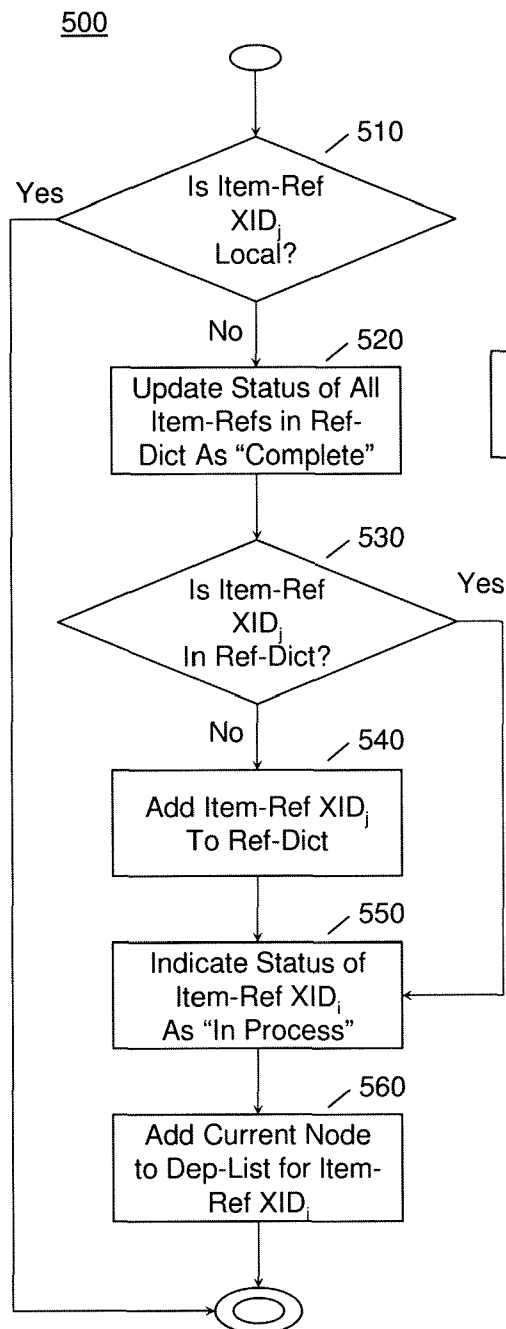 500
510
Yes
Is Item-Ref
XIDj
Local?
No
520
Update Status of All
Item-Refs in Ref-
Dict As “Complete”
530
Is Item-Ref
XIDj
In Ref-Dict?
Yes
No
540
Add Item-Ref XIDj
To Ref-Dict
550
Indicate Status of
Item-Ref XIDj
As “In Process”
560
Add Current Node
to Dep-List for Item-
Ref XIDj